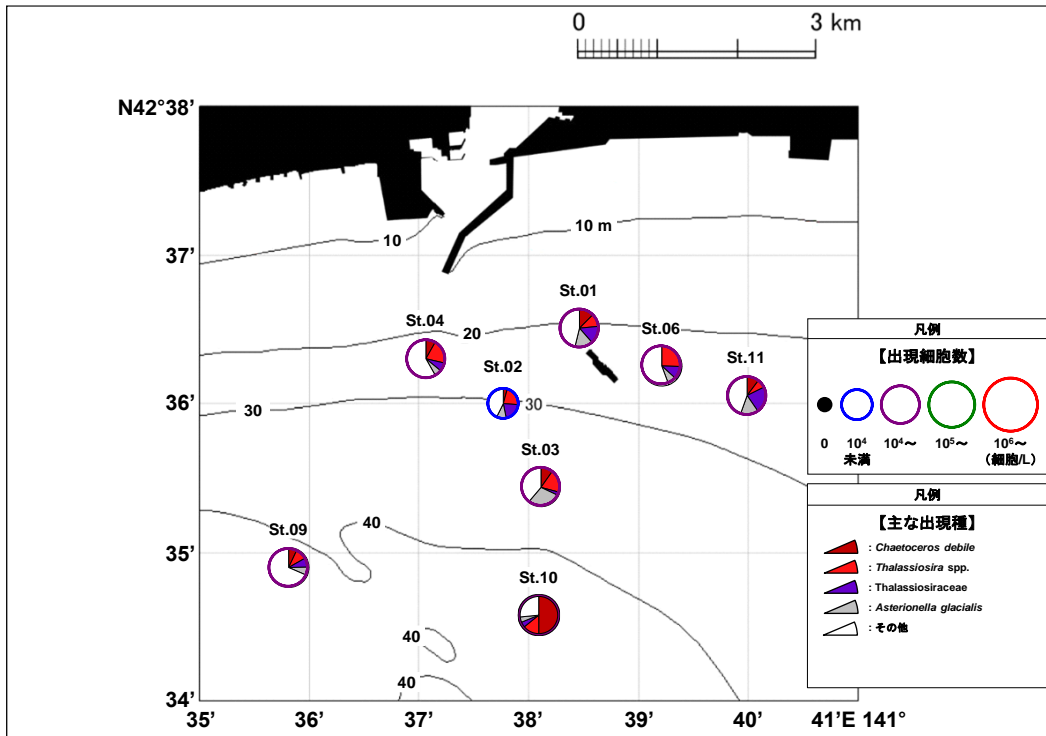 0 3 km
N42°38’
10
10 m
37’
St.01
St.04
20
St.06
St.11
St.02
36’
30
30
St.03
40
St.09
35’
St.10
40
40
34’
35’ 36’ 37’ 38’ 39’ 40’ 41’E 141°
凡例
【出現細胞数】
0 10⁴ 10⁴〜 10⁵〜 10⁶〜
未満 (細胞/L)
凡例
【主な出現種】
: Chaetoceros debile
: Thalassiosira spp.
: Thalassiosiraceae
: Asterionella glacialis
: その他